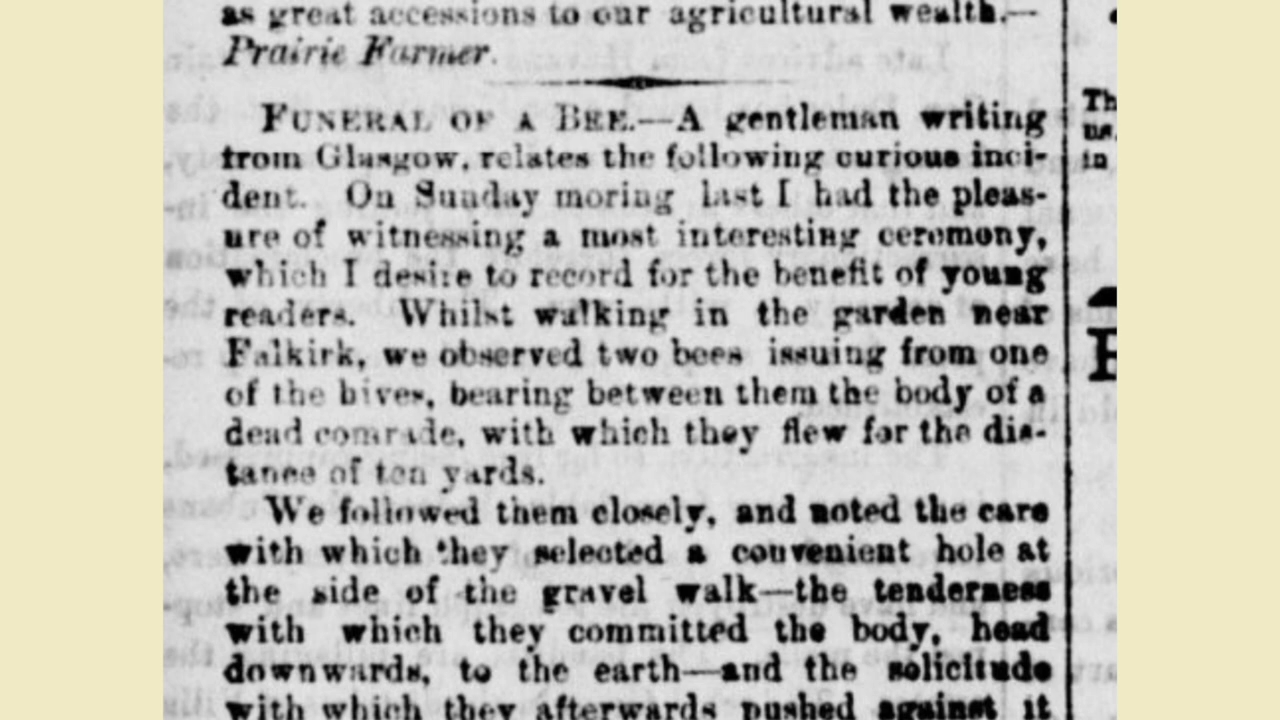 as great accessions to our agricultural wealth.—
Prairie Farmer.
FUNERAL OF A BEE.—A gentleman writing
from Glasgow, relates the following curious inci-
dent. On Sunday moring last I had the pleas-
ure of witnessing a most interesting ceremony,
which I desire to record for the benefit of young
readers. Whilst walking in the garden near
Falkirk, we observed two bees issuing from one
of the hives, bearing between them the body of a
dead comrade, with which they flew for the dis-
tance of ten yards.
We followed them closely, and noted the care
with which they selected a convenient hole at
the side of the gravel walk—the tenderness
with which they committed the body, head
downwards, to the earth—and the solicitude
with which they afterwards pushed against it
Th
us.
in